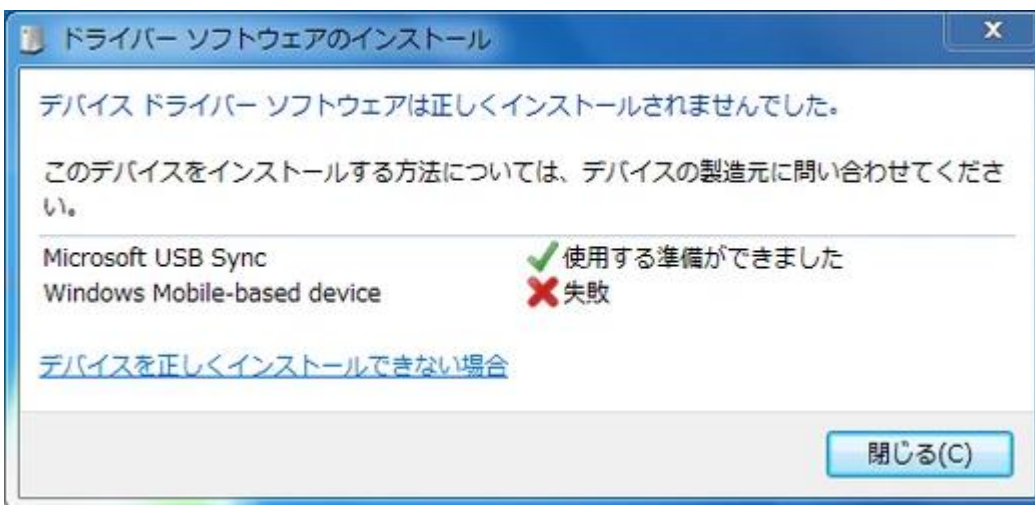 ドライバー ソフトウェアのインストール
デバイス ドライバー ソフトウェアは正しくインストールされませんでした。
このデバイスをインストールする方法については、デバイスの製造元に問い合わせてくださ
い。
Microsoft USB Sync 使用する準備ができました
Windows Mobile-based device 失敗
デバイスを正しくインストールできない場合
閉じる(C)